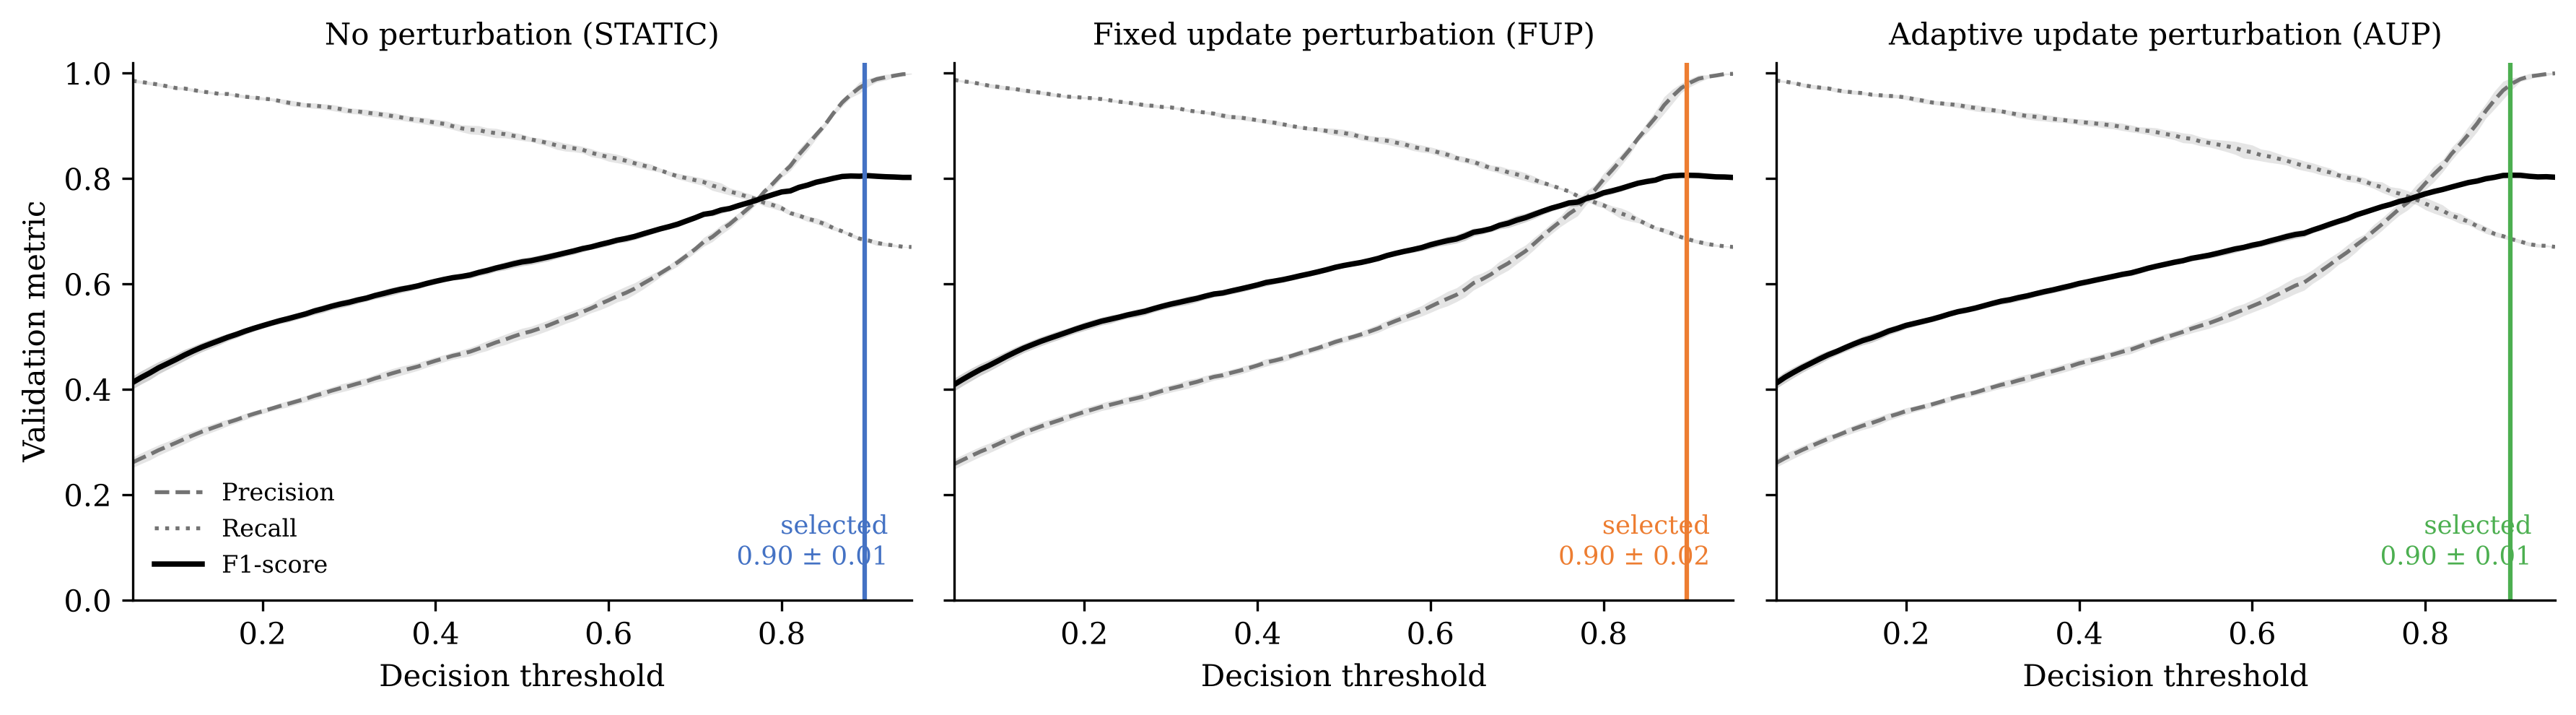 No perturbation (STATIC)
Fixed update perturbation (FUP)
Adaptive update perturbation (AUP)
Validation metric
1.0
0.8
0.6
0.4
0.2
0.0
Precision
Recall
F1-score
selected
0.90 ± 0.01
selected
0.90 ± 0.02
selected
0.90 ± 0.01
0.2 0.4 0.6 0.8
0.2 0.4 0.6 0.8
0.2 0.4 0.6 0.8
Decision threshold
Decision threshold
Decision threshold